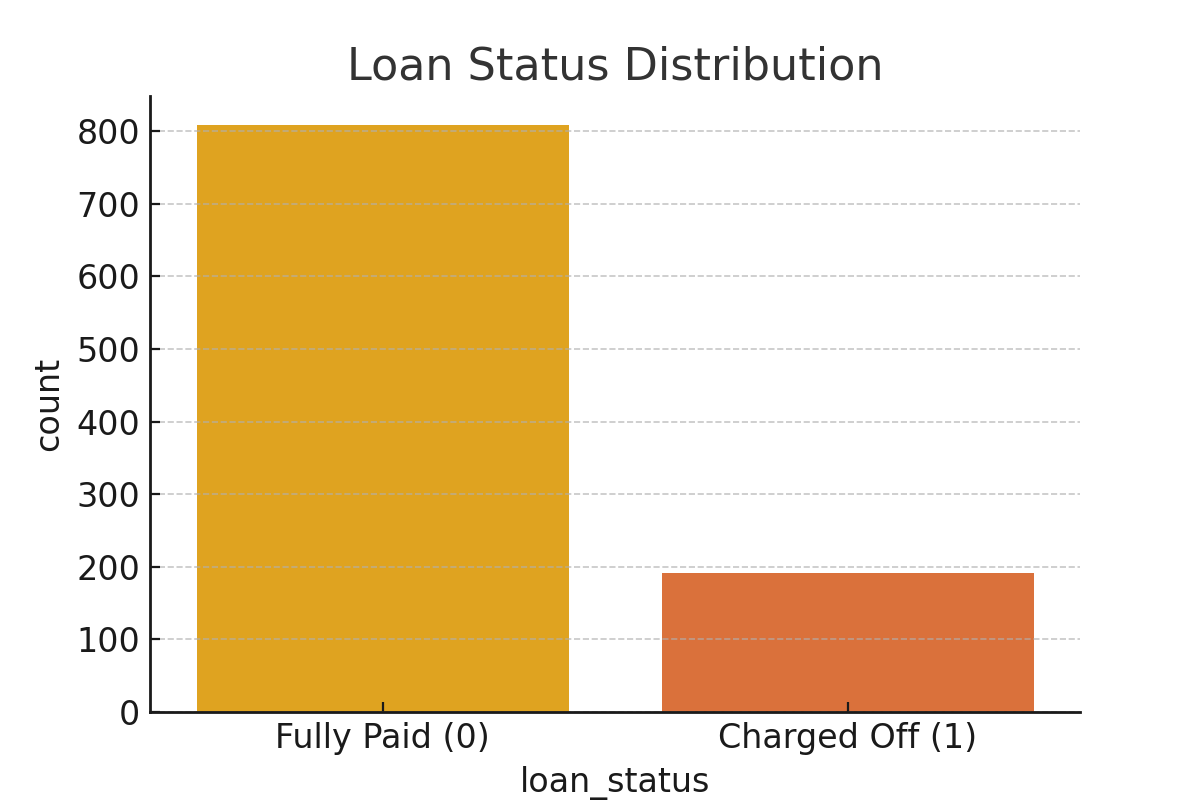 Loan Status Distribution
count
800
700
600
500
400
300
200
100
0
Fully Paid (0) Charged Off (1)
loan_status